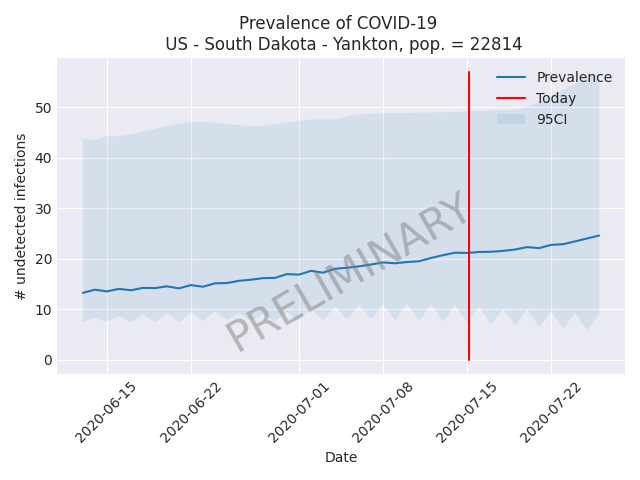 Prevalence of COVID-19
US - South Dakota - Yankton, pop. = 22814
# undetected infections
50
40
30
20
10
0
Prevalence
Today
95CI
PRELIMINARY
2020-06-15
2020-06-22
2020-07-01
2020-07-08
2020-07-15
2020-07-22
Date